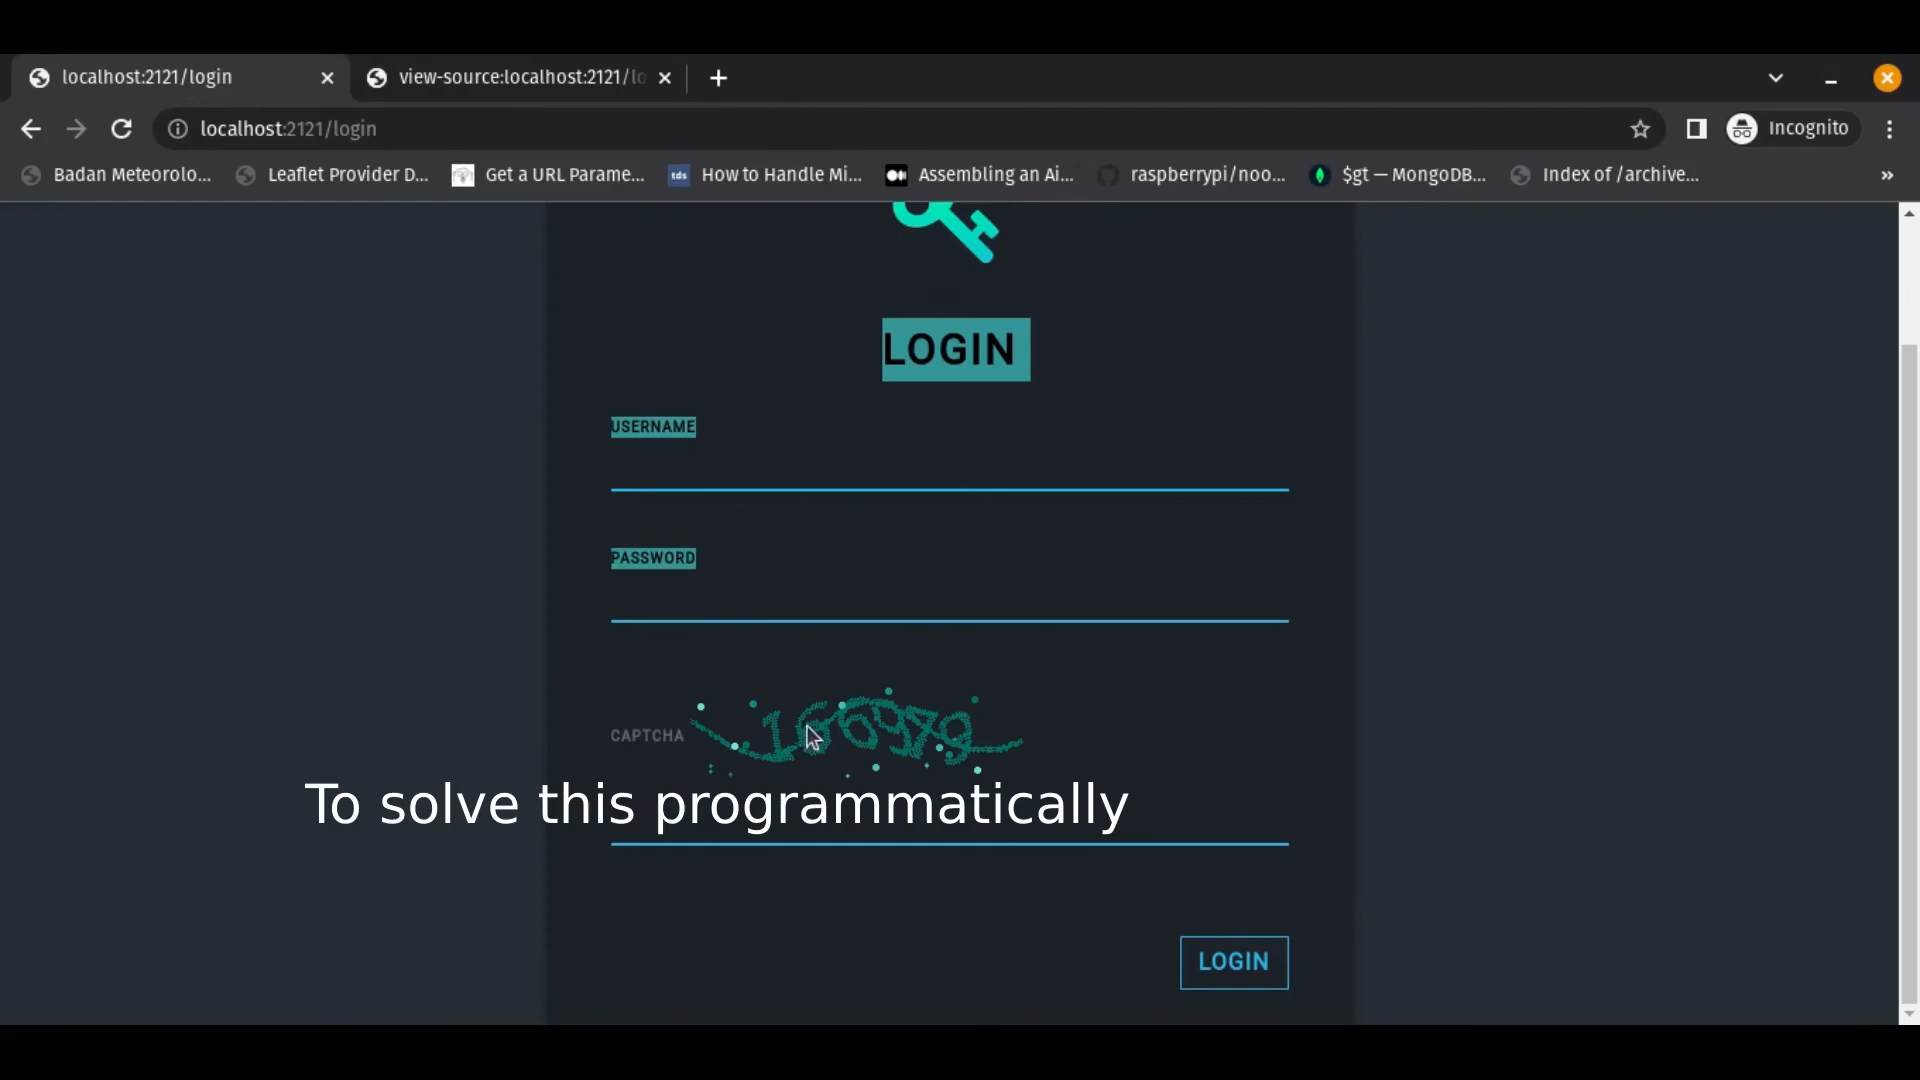 localhost:2121/login
view-source:localhost:2121/lo
localhost:2121/login
Incognito
Badan Meteorolo...
Leaflet Provider D...
Get a URL Parame...
tds
How to Handle Mi...
Assembling an Ai...
raspberrypi/noo...
$gt — MongoDB...
Index of /archive...
»
LOGIN
USERNAME
PASSWORD
CAPTCHA
166979
To solve this programmatically
LOGIN